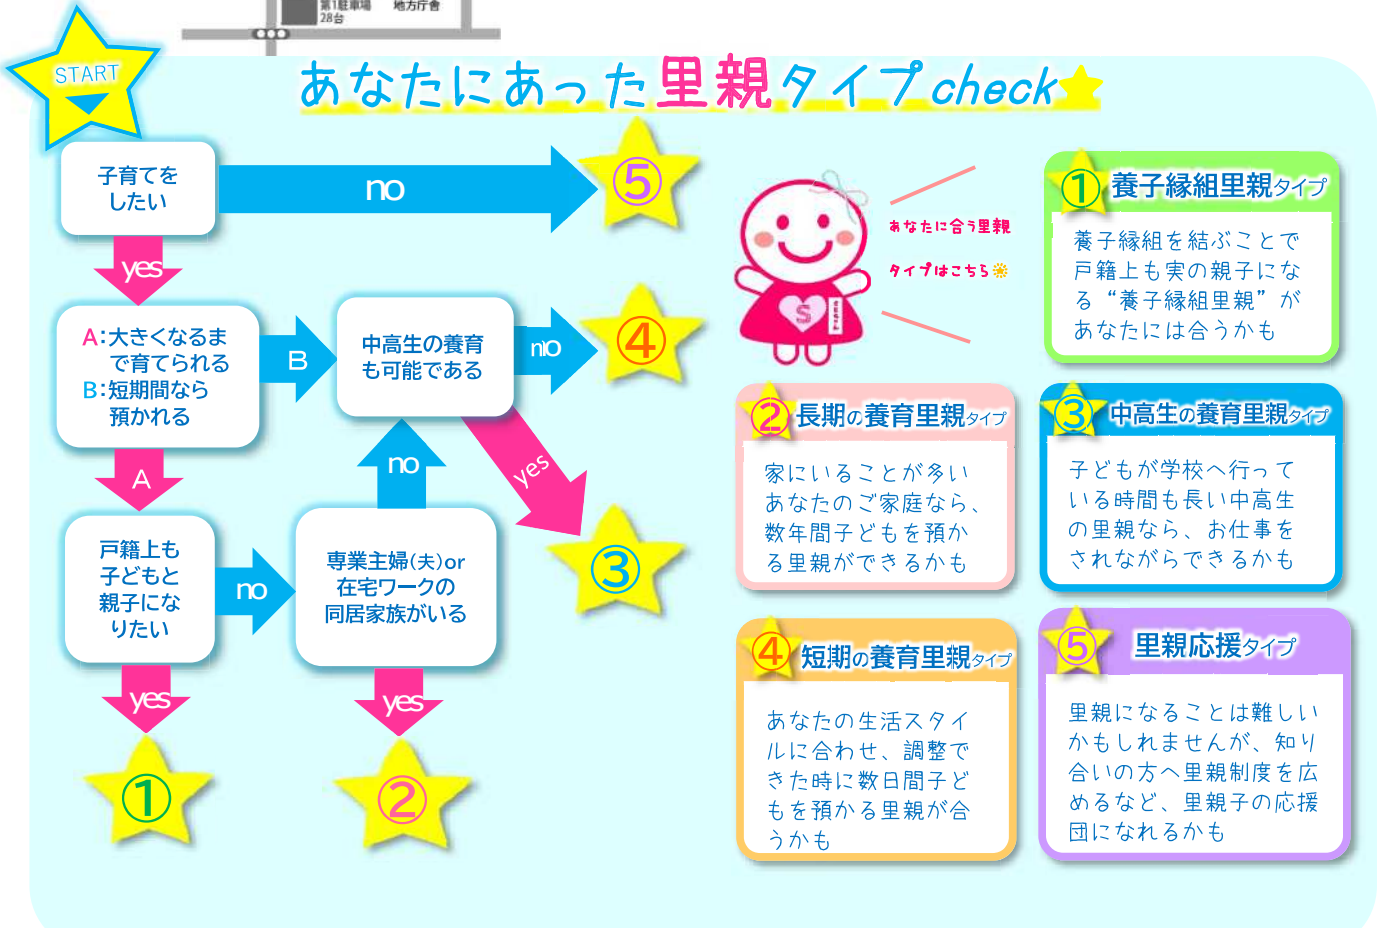 第1駐車場
28台
地方庁舎
START
あなたにあった里親タイプcheck
子育てを
したい
no
⑤
yes
A:大きくなるま
で育てられる
B:短期間なら
預かれる
B
中高生の養育
も可能である
no
④
yes
③
A
no
戸籍上も
子どもと
親子にな
りたい
no
専業主婦(夫)or
在宅ワークの
同居家族がいる
yes
①
yes
②
あなたに合う里親
タイプはこちら
S
①養子縁組里親タイプ
養子縁組を結ぶことで
戸籍上も実の親子にな
る“養子縁組里親”が
あなたには合うかも
②長期の養育里親タイプ
家にいることが多い
あなたのご家庭なら、
数年間子どもを預か
る里親ができるかも
③中高生の養育里親タイプ
子どもが学校へ行って
いる時間も長い中高生
の里親なら、お仕事を
されながらできるかも
④短期の養育里親タイプ
あなたの生活スタイ
ルに合わせ、調整で
きた時に数日間子ど
もを預かる里親が合
うかも
⑤里親応援タイプ
里親になることは難しい
かもしれませんが、知り
合いの方へ里親制度を広
めるなど、里親子の応援
団になれるかも